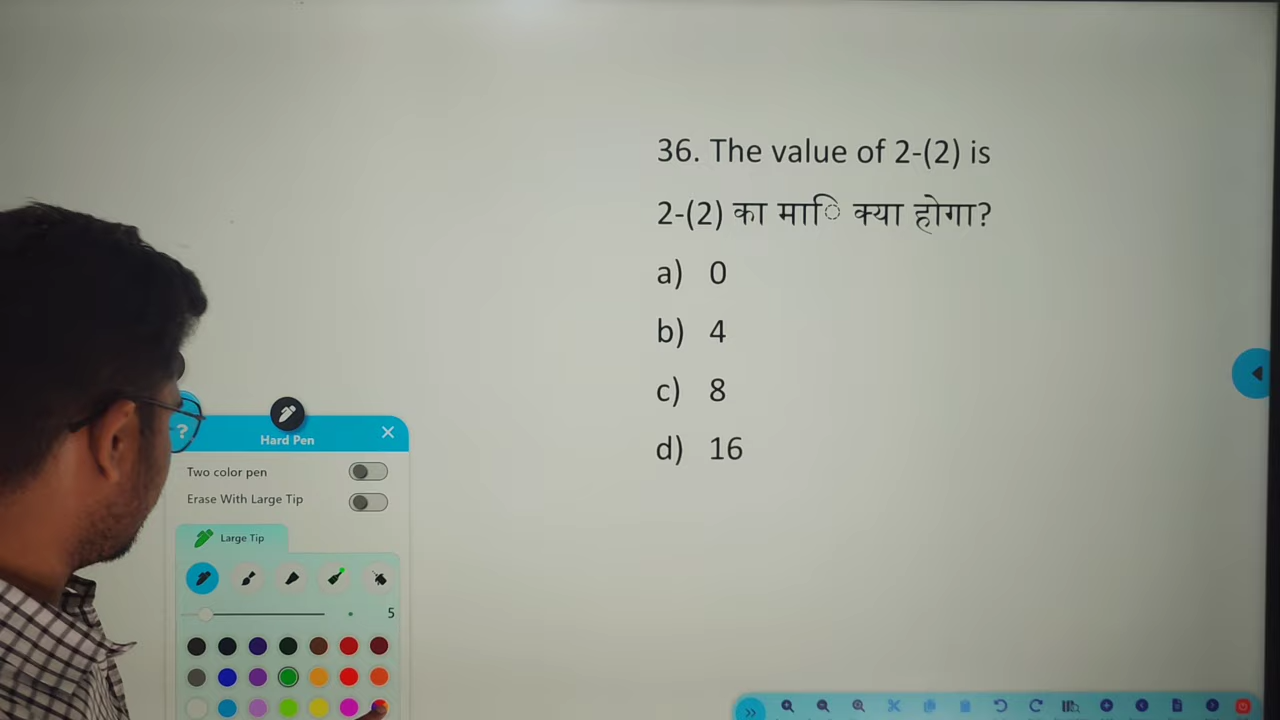 36. The value of 2-(2) is
2-(2) का माि क्या होगा?
a) 0
b) 4
c) 8
d) 16
?
Hard Pen
Two color pen
Erase With Large Tip
Large Tip
5